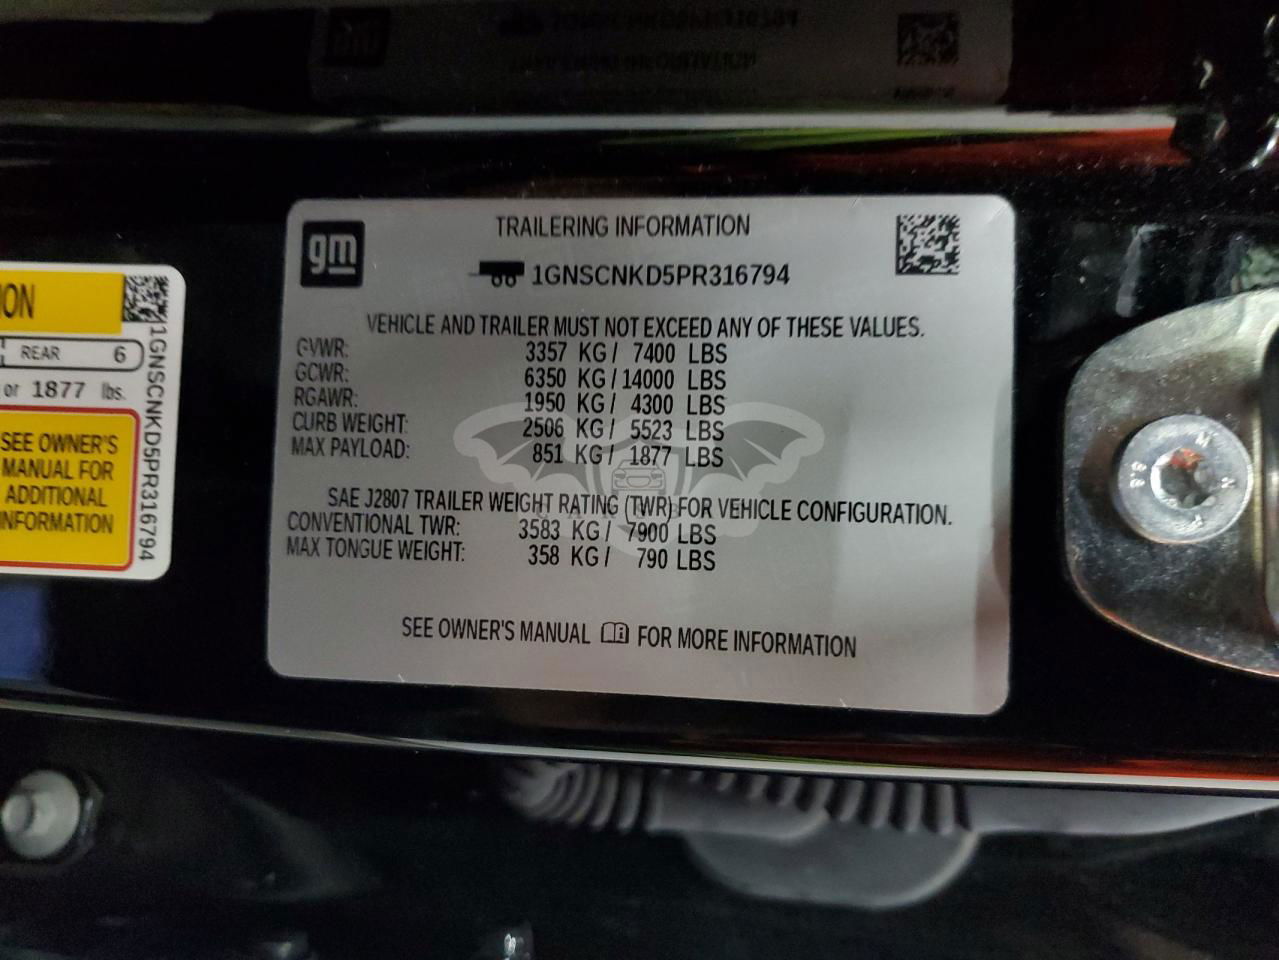 gm
TRAILERING INFORMATION
1GNSCNKD5PR316794
VEHICLE AND TRAILER MUST NOT EXCEED ANY OF THESE VALUES.
GVWR: 3357 KG/ 7400 LBS
GCWR: 6350 KG/14000 LBS
RGAWR: 1950 KG/ 4300 LBS
CURB WEIGHT: 2506 KG/ 5523 LBS
MAX PAYLOAD: 851 KG/ 1877 LBS
SAE J2807 TRAILER WEIGHT RATING (TWR) FOR VEHICLE CONFIGURATION.
CONVENTIONAL TWR: 3583 KG/ 7900 LBS
MAX TONGUE WEIGHT: 358 KG/ 790 LBS
SEE OWNER'S MANUAL FOR MORE INFORMATION
ION
REAR 6
or 1877 lbs.
SEE OWNER'S
MANUAL FOR
ADDITIONAL
INFORMATION
1GNSCNKD5PR316794